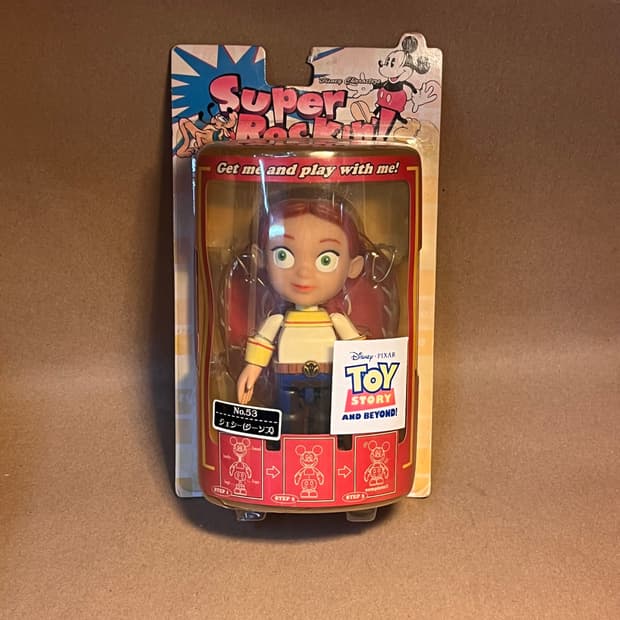 Disney Characters
Super
Rockin'!
Get me and play with me!
Disney · PIXAR
TOY
STORY
AND BEYOND!
No.53
ジェシー(ジーンズ)
STEP 1
STEP 2
STEP 3